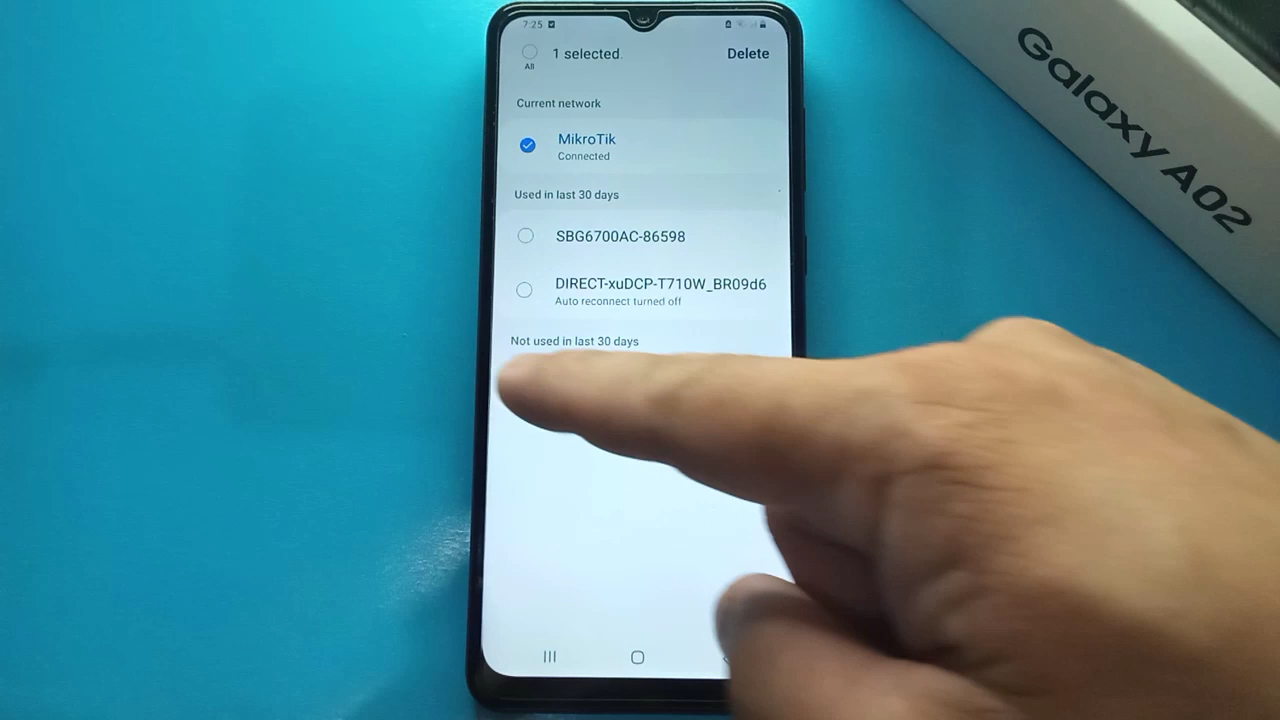 7:25
1 selected.
Delete
All
Current network
MikroTik
Connected
Used in last 30 days
SBG6700AC-86598
DIRECT-xuDCP-T710W_BR09d6
Auto reconnect turned off
Not used in last 30 days
Galaxy A02